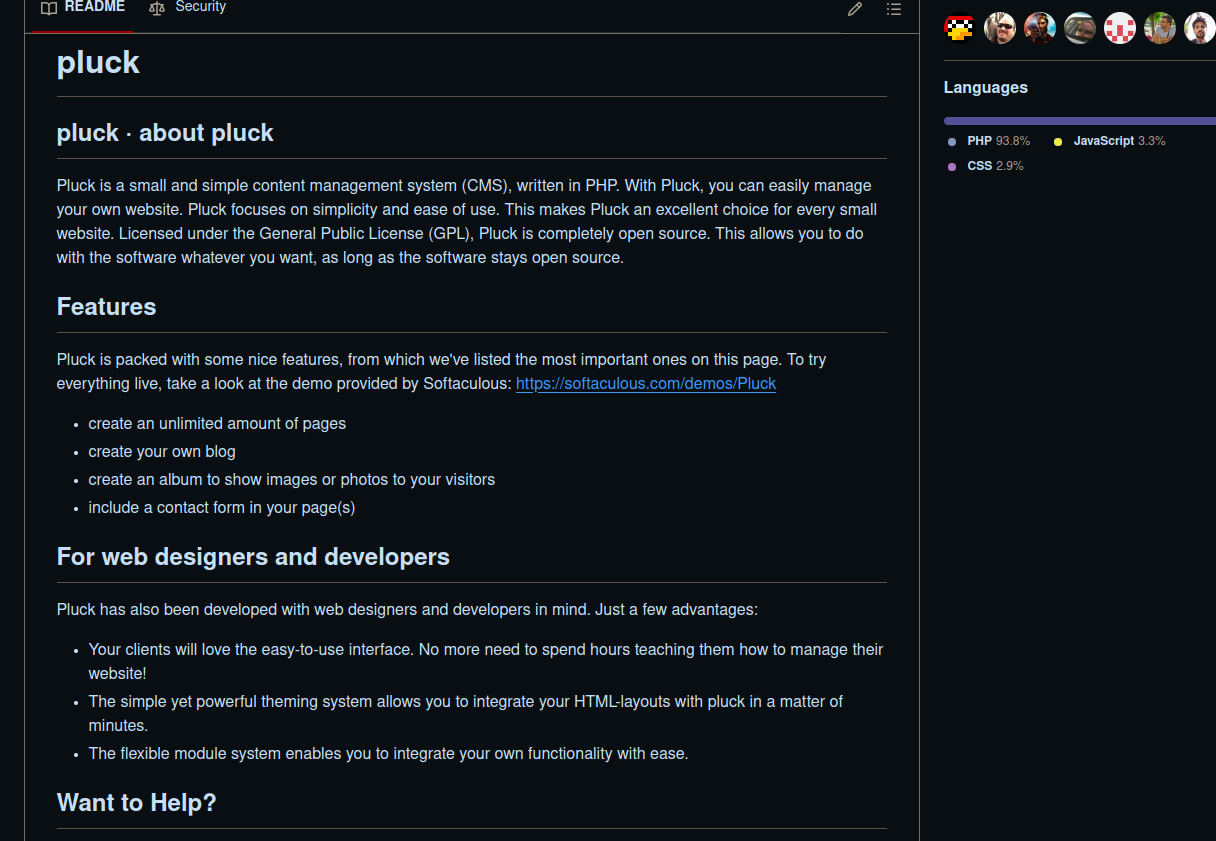 README
Security
pluck
pluck · about pluck
Pluck is a small and simple content management system (CMS), written in PHP. With Pluck, you can easily manage
your own website. Pluck focuses on simplicity and ease of use. This makes Pluck an excellent choice for every small
website. Licensed under the General Public License (GPL), Pluck is completely open source. This allows you to do
with the software whatever you want, as long as the software stays open source.
Features
Pluck is packed with some nice features, from which we've listed the most important ones on this page. To try
everything live, take a look at the demo provided by Softaculous: https://softaculous.com/demos/Pluck
• create an unlimited amount of pages
• create your own blog
• create an album to show images or photos to your visitors
• include a contact form in your page(s)
For web designers and developers
Pluck has also been developed with web designers and developers in mind. Just a few advantages:
• Your clients will love the easy-to-use interface. No more need to spend hours teaching them how to manage their
website!
• The simple yet powerful theming system allows you to integrate your HTML-layouts with pluck in a matter of
minutes.
• The flexible module system enables you to integrate your own functionality with ease.
Want to Help?
Languages
PHP 93.8%
JavaScript 3.3%
CSS 2.9%